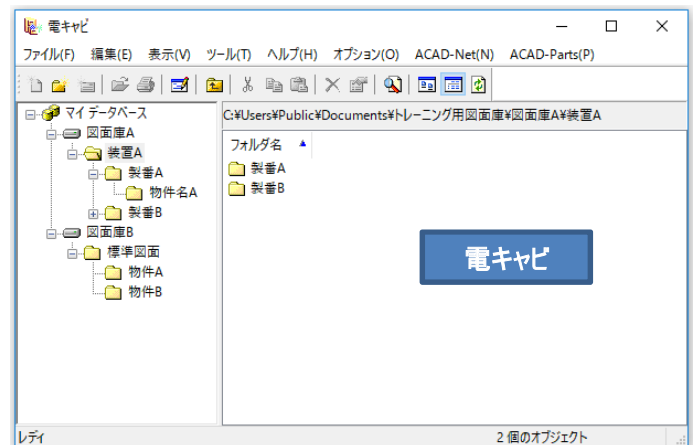 電キャビ
ファイル(F) 編集(E) 表示(V) ツール(T) ヘルプ(H) オプション(O) ACAD-Net(N) ACAD-Parts(P)
マイ データベース
図面庫A
装置A
製番A
物件名A
製番B
図面庫B
標準図面
物件A
物件B
C:¥Users¥Public¥Documents¥トレーニング用図面庫¥図面庫A¥装置A
フォルダ名
製番A
製番B
電キャビ
レディ
2 個のオブジェクト